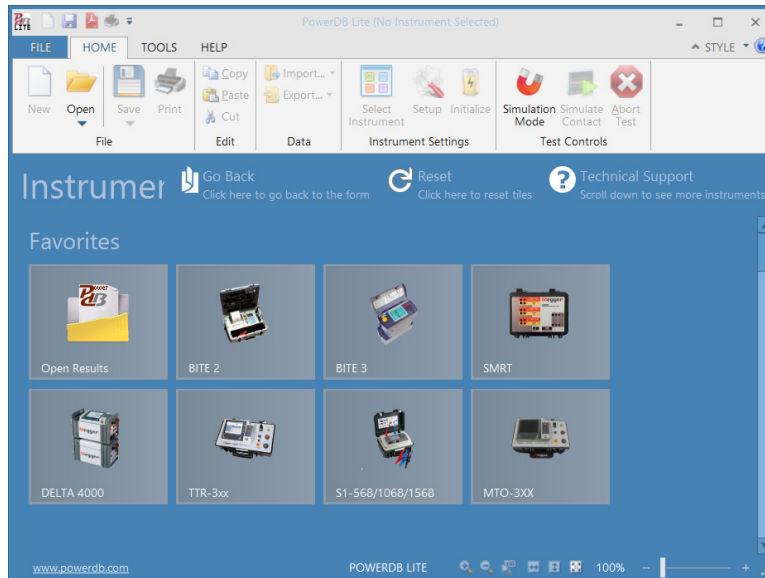 LITE
PowerDB Lite (No Instrument Selected)
FILE HOME TOOLS HELP STYLE
New Open Save Print
Copy
Paste
Cut
Import...
Export...
Select Instrument Setup Initialize
Simulation Mode Simulate Contact Abort Test
File Edit Data Instrument Settings Test Controls
Instrumer
Go Back
Click here to go back to the form
Reset
Click here to reset tiles
Technical Support
Scroll down to see more instruments
Favorites
Open Results BITE 2 BITE 3 SMRT
DELTA 4000 TTR-3xx S1-568/1068/1568 MTO-3XX
www.powerdb.com POWERDB LITE 100%